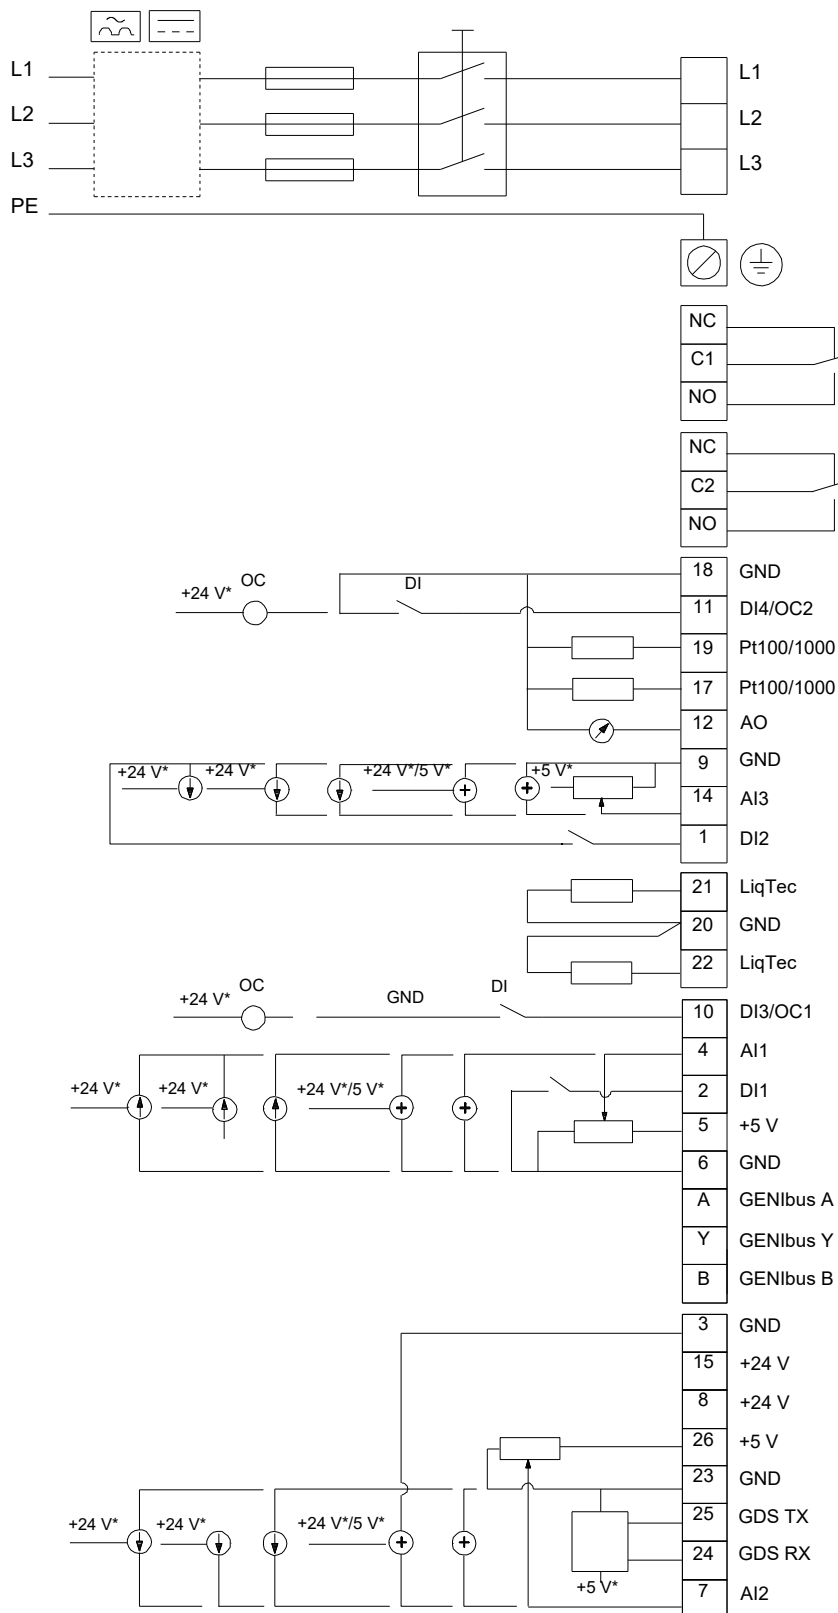 L1 L1
L2 L2
L3 L3
PE
NC
C1
NO
NC
C2
NO
18 GND
+24 V* OC DI 11 DI4/OC2
19 Pt100/1000
17 Pt100/1000
12 AO
9 GND
+24 V* +24 V* +24 V*/5 V* +5 V*
14 AI3
1 DI2
21 LiqTec
20 GND
22 LiqTec
+24 V* OC GND DI 10 DI3/OC1
4 AI1
+24 V* +24 V* +24 V*/5 V* 2 DI1
5 +5 V
6 GND
A GENIbus A
Y GENIbus Y
B GENIbus B
3 GND
15 +24 V
8 +24 V
26 +5 V
23 GND
25 GDS TX
+24 V* +24 V* +24 V*/5 V*
24 GDS RX
+5 V*
7 AI2